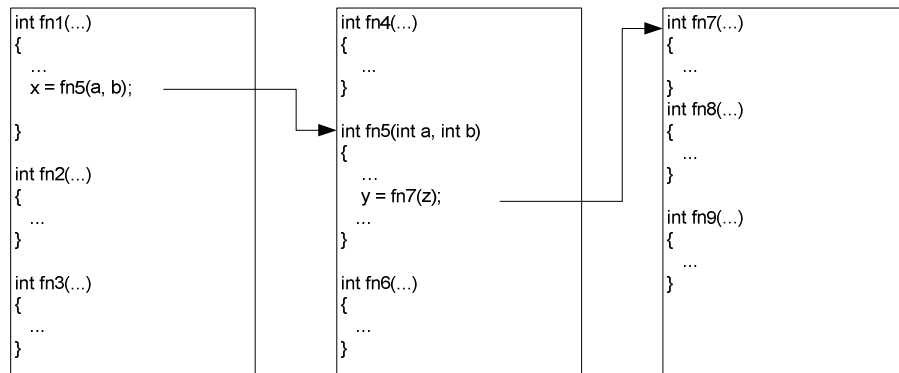 int fn1(...)
{
...
x = fn5(a, b);
}
int fn2(...)
{
...
}
int fn3(...)
{
...
}
int fn4(...)
{
...
}
int fn5(int a, int b)
{
...
y = fn7(z);
...
}
int fn6(...)
{
...
}
int fn7(...)
{
...
}
int fn8(...)
{
...
}
int fn9(...)
{
...
}